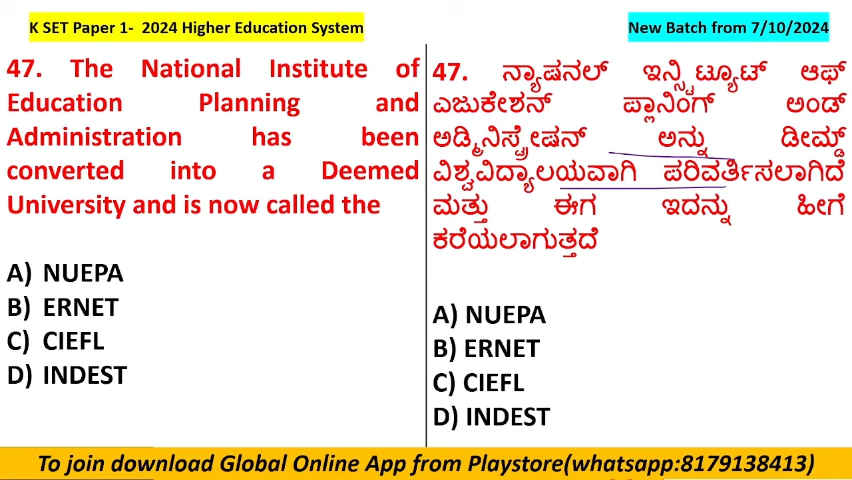 K SET Paper 1-  2024 Higher Education System
New Batch from 7/10/2024
47. The National Institute of
Education Planning and
Administration has been
converted into a Deemed
University and is now called the
A) NUEPA
B) ERNET
C) CIEFL
D) INDEST
47. ನ್ಯಾಷನಲ್ ಇನ್ಸ್ಟಿಟ್ಯೂಟ್ ಆಫ್
ಎಜುಕೇಶನ್ ಪ್ಲಾನಿಂಗ್ ಅಂಡ್
ಅಡ್ಮಿನಿಸ್ಟ್ರೇಷನ್ ಅನ್ನು ಡೀಮ್ಡ್
ವಿಶ್ವವಿದ್ಯಾಲಯವಾಗಿ ಪರಿವರ್ತಿಸಲಾಗಿದೆ
ಮತ್ತು ಈಗ ಇದನ್ನು ಹೀಗೆ
ಕರೆಯಲಾಗುತ್ತದೆ
A) NUEPA
B) ERNET
C) CIEFL
D) INDEST
To join download Global Online App from Playstore(whatsapp:8179138413)